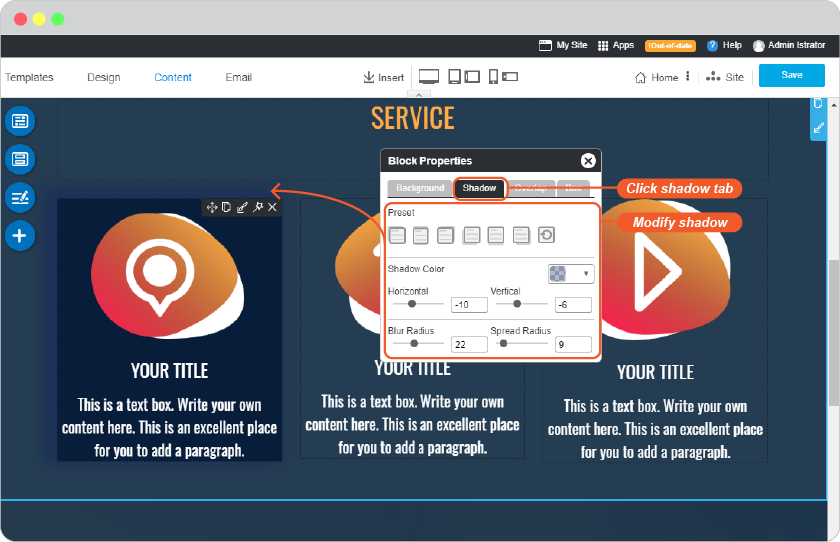 My Site Apps !Out-of-date ? Help Admin Istrator
Templates Design Content Email Insert Home Site Save
SERVICE
Block Properties
Background Shadow Overlap Box
Click shadow tab
Preset
Modify shadow
Shadow Color
Horizontal Vertical
-10 -6
Blur Radius Spread Radius
22 9
YOUR TITLE
This is a text box. Write your own
content here. This is an excellent place
for you to add a paragraph.
YOUR TITLE
This is a text box. Write your own
content here. This is an excellent place
for you to add a paragraph.
YOUR TITLE
This is a text box. Write your own
content here. This is an excellent place
for you to add a paragraph.